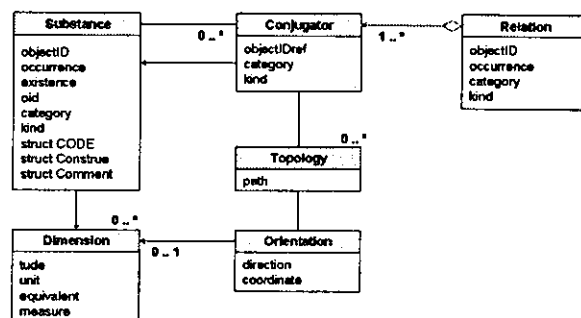 Substance
objectID
occurrence
existence
oid
category
kind
struct CODE
struct Construe
struct Comment
0 .. *
Conjugator
objectIDref
category
kind
1 .. *
Relation
objectID
occurrence
category
kind
0 .. *
Topology
path
0 .. *
Dimension
tude
unit
equivalent
measure
0 .. 1
Orientation
direction
coordinate